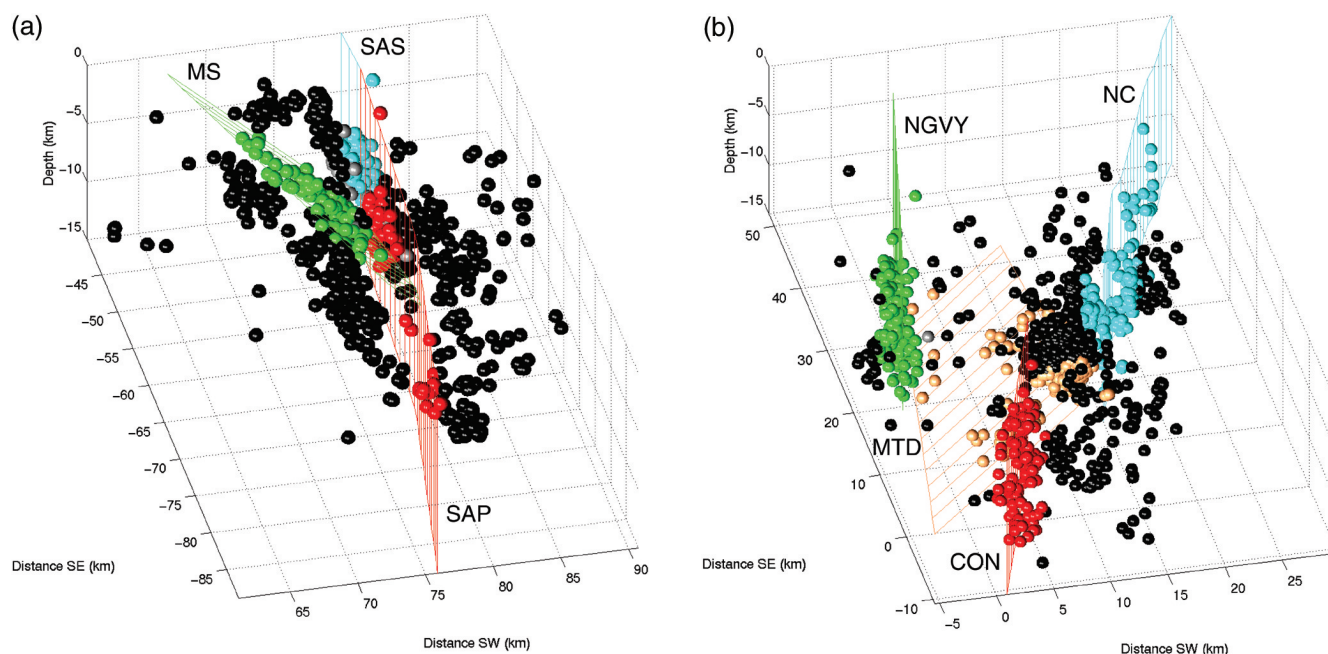 (a)
SAS
MS
SAP
0
−5
−10
−15
Depth (km)
−45
−50
−55
−60
−65
−70
−75
−80
−85
Distance SE (km)
65
70
75
80
85
90
Distance SW (km)
(b)
NC
NGVY
MTD
CON
0
−5
−10
−15
Depth (km)
50
40
30
20
10
0
−10
Distance SE (km)
−5
0
5
10
15
20
25
Distance SW (km)